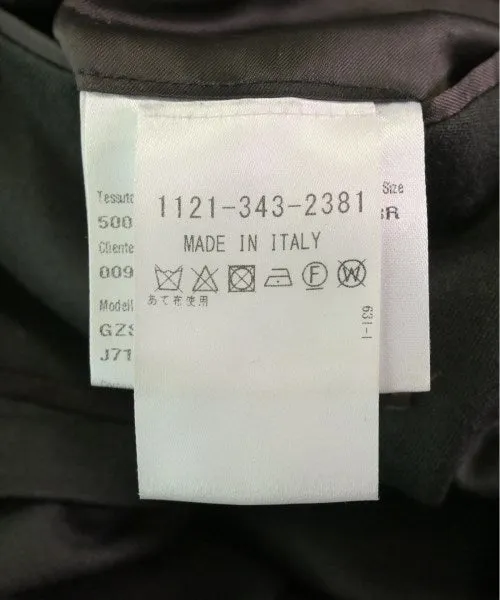 Tessuto
500
Cliente
009
Modell
GZS
J71
Size
1121-343-2381
MADE IN ITALY
F W
あて布使用
631-1